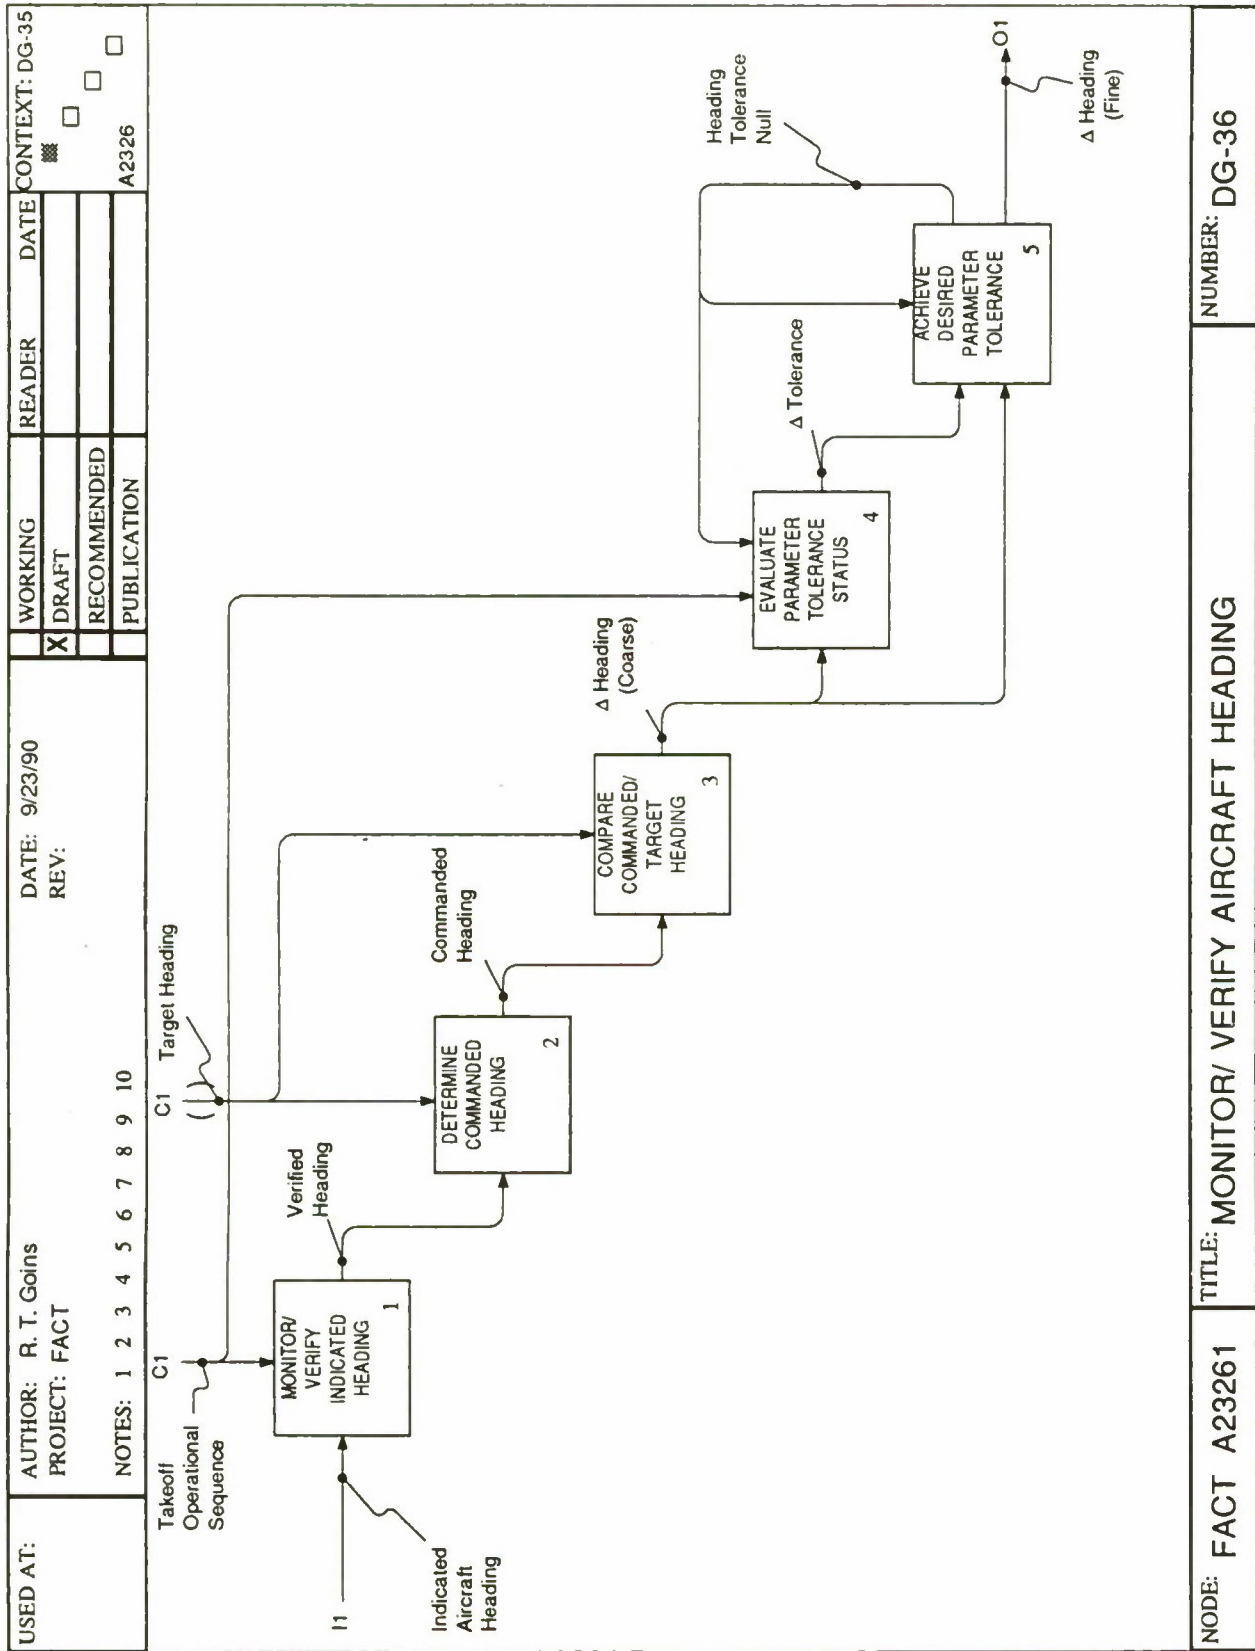 USED AT:
AUTHOR: R. T. Goins
PROJECT: FACT
NOTES: 1 2 3 4 5 6 7 8 9 10
DATE: 9/23/90
REV:
WORKING
X DRAFT
RECOMMENDED
PUBLICATION
READER
DATE
CONTEXT: DG-35
A2326
C1
Takeoff
Operational
Sequence
C1
Target Heading
I1
Indicated
Aircraft
Heading
MONITOR/
VERIFY
INDICATED
HEADING
1
Verified
Heading
DETERMINE
COMMANDED
HEADING
2
Commanded
Heading
COMPARE
COMMANDED/
TARGET
HEADING
3
Δ Heading
(Coarse)
EVALUATE
PARAMETER
TOLERANCE
STATUS
4
Δ Tolerance
ACHIEVE
DESIRED
PARAMETER
TOLERANCE
5
Heading
Tolerance
Null
O1
Δ Heading
(Fine)
NODE: FACT A23261
TITLE: MONITOR/ VERIFY AIRCRAFT HEADING
NUMBER: DG-36